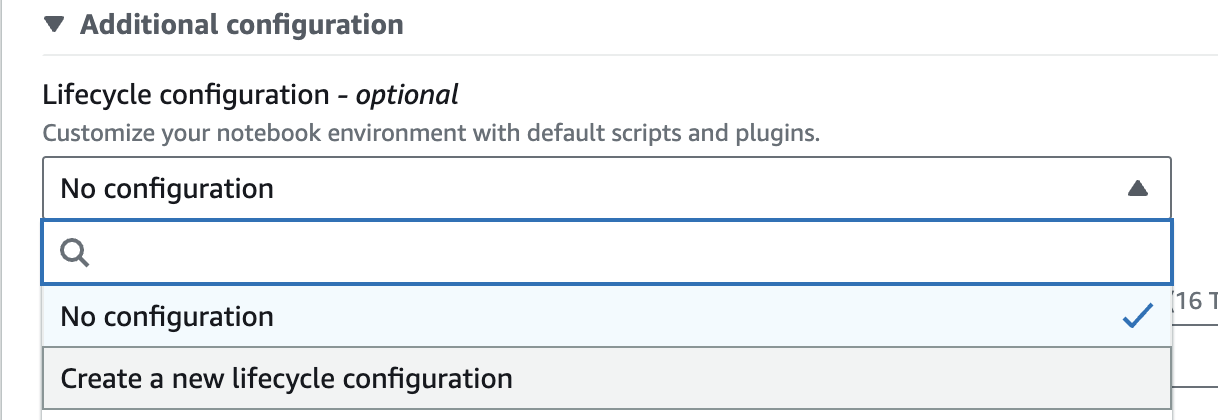 Additional configuration
Lifecycle configuration - optional
Customize your notebook environment with default scripts and plugins.
No configuration
No configuration
(16 T
Create a new lifecycle configuration